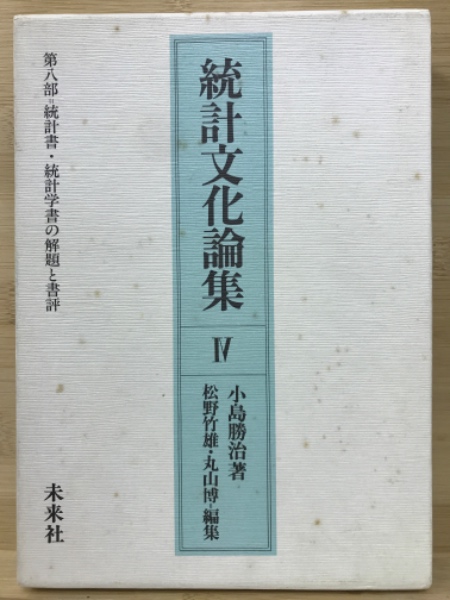 統計文化論集
Ⅳ
小島勝治著
松野竹雄・丸山博=編集
第八部=統計書・統計学書の解題と書評
未来社